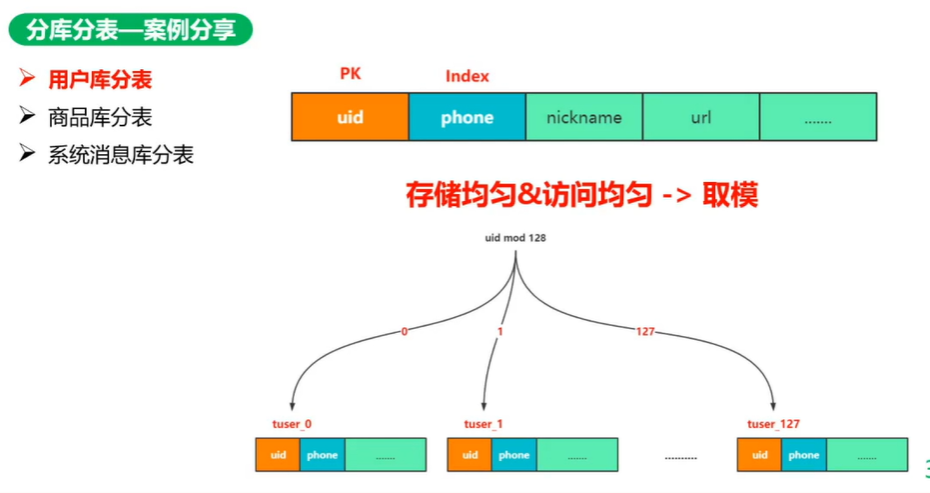 分库分表—案例分享
用户库分表
商品库分表
系统消息库分表
PK
Index
uid
phone
nickname
url
.......
存储均匀&访问均匀 -> 取模
uid mod 128
0
1
127
tuser_0
tuser_1
tuser_127
uid
phone
.......
uid
phone
.......
..........
uid
phone
.......